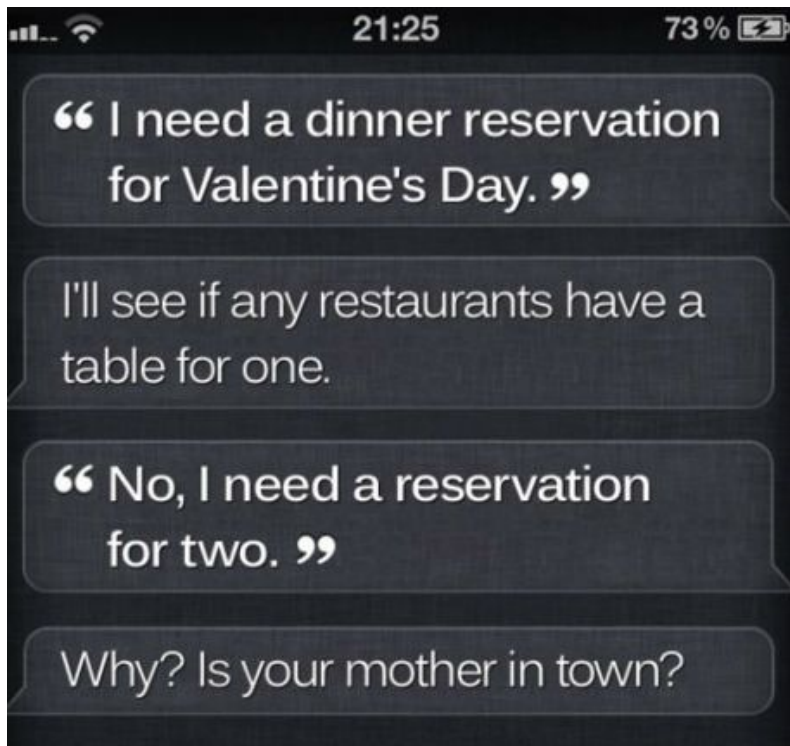 21:25 73%
“ I need a dinner reservation
for Valentine's Day. ”
I'll see if any restaurants have a
table for one.
“ No, I need a reservation
for two. ”
Why? Is your mother in town?